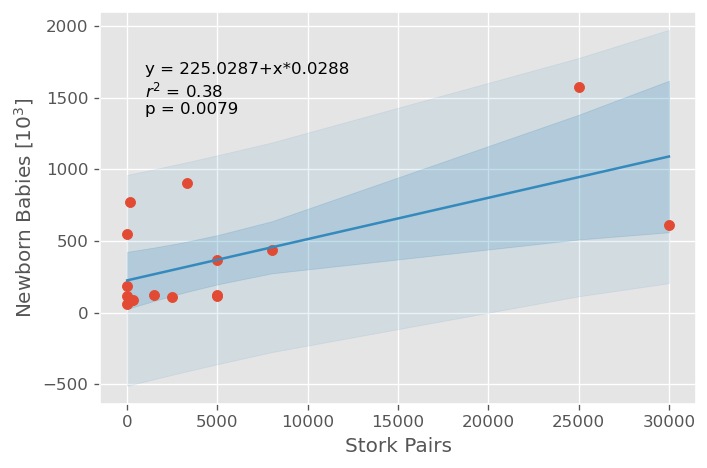 2000
1500
1000
500
0
−500
Newborn Babies [10³]
y = 225.0287+x*0.0288
r² = 0.38
p = 0.0079
0 5000 10000 15000 20000 25000 30000
Stork Pairs